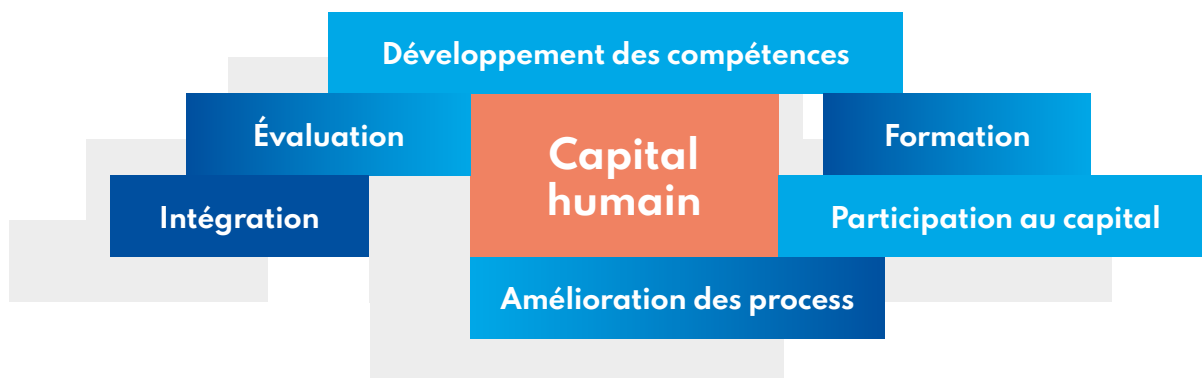 Développement des compétences
Évaluation
Capital
humain
Formation
Intégration
Participation au capital
Amélioration des process